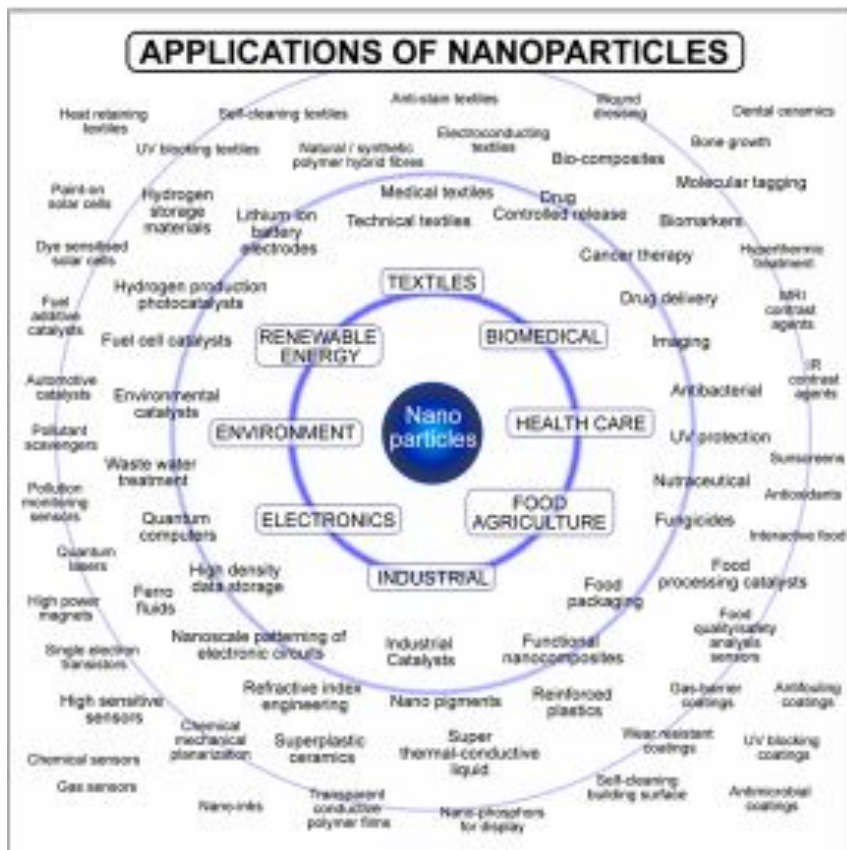 APPLICATIONS OF NANOPARTICLES
Heat retaining
textiles
Self-cleaning textiles
Anti-stain textiles
Wound
dressing
Dental ceramics
UV blocking textiles
Natural / synthetic
polymer hybrid fibres
Electroconducting
textiles
Bio-composites
Bone growth
Paint-on
solar cells
Hydrogen
storage
materials
Lithium Ion
battery
electrodes
Medical textiles
Technical textiles
Drug
Controlled release
Molecular tagging
Biomarkers
Dye sensitised
solar cells
Cancer therapy
Hyperthermic
treatment
TEXTILES
Hydrogen production
photocatalysts
Drug delivery
MRI
contrast
agents
Fuel
additive
catalysts
Fuel cell catalysts
RENEWABLE
ENERGY
BIOMEDICAL
Imaging
IR
contrast
agents
Automotive
catalysts
Environmental
catalysts
Antibacterial
Nano
particles
Pollutant
scavengers
ENVIRONMENT
HEALTH CARE
UV protection
Sunscreens
Waste water
treatment
Nutraceutical
Antioxidants
Pollution
monitoring
sensors
Quantum
computers
ELECTRONICS
FOOD
AGRICULTURE
Fungicides
Interactive food
Quantum
lasers
High density
data storage
INDUSTRIAL
Food
packaging
Food
processing catalysts
High power
magnets
Ferro
fluids
Food
quality/safety
analysis
sensors
Single electron
transistors
Nanoscale patterning of
electronic circuits
Industrial
Catalysts
Functional
nanocomposites
High sensitive
sensors
Refractive index
engineering
Nano pigments
Reinforced
plastics
Gas-barrier
coatings
Antifouling
coatings
Chemical
mechanical
planarization
Superplastic
ceramics
Super
thermal-conductive
liquid
Wear resistant
coatings
UV blocking
coatings
Chemical sensors
Gas sensors
Nano-inks
Transparent
conductive
polymer films
Nano-phosphors
for display
Self-cleaning
building surface
Antimicrobial
coatings